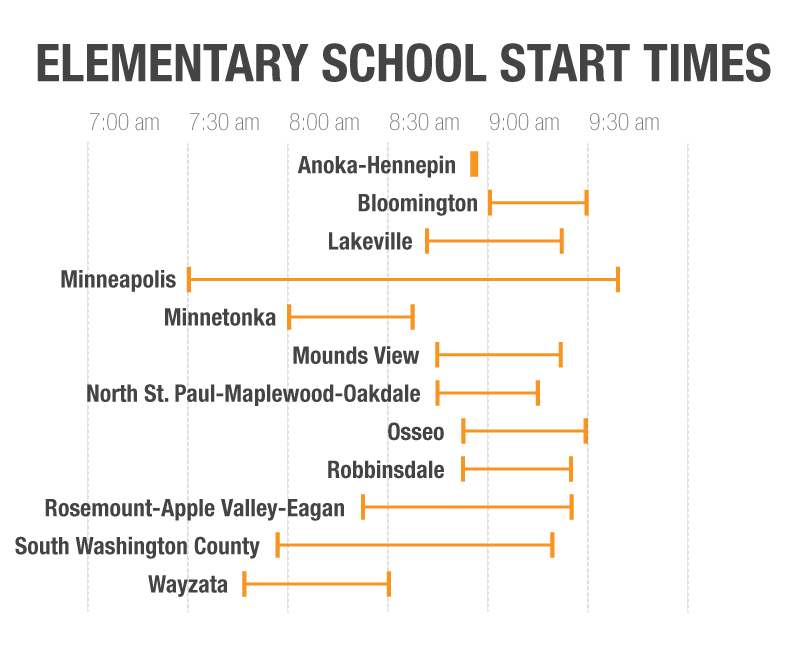 ELEMENTARY SCHOOL START TIMES
7:00 am 7:30 am 8:00 am 8:30 am 9:00 am 9:30 am
Anoka-Hennepin
Bloomington
Lakeville
Minneapolis
Minnetonka
Mounds View
North St. Paul-Maplewood-Oakdale
Osseo
Robbinsdale
Rosemount-Apple Valley-Eagan
South Washington County
Wayzata